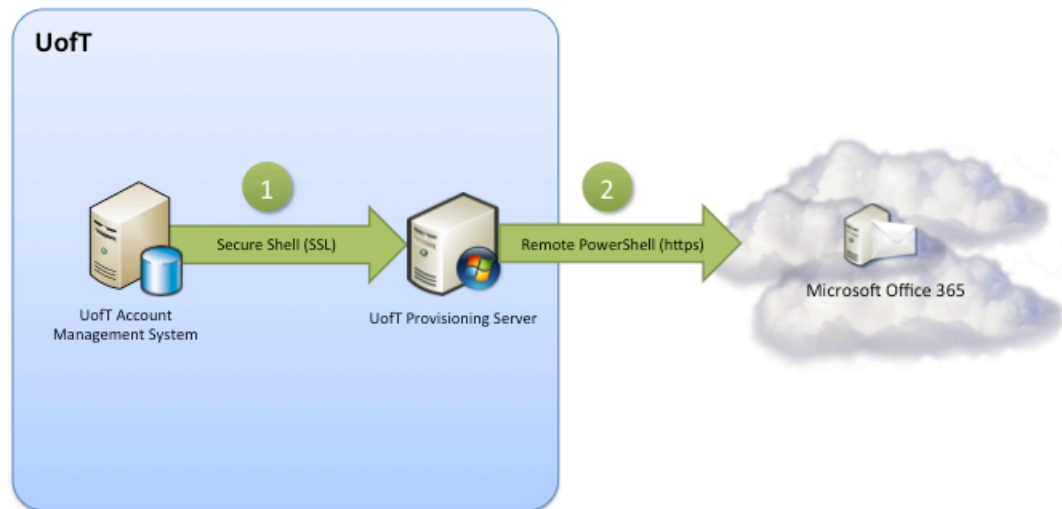 UofT
1
2
Secure Shell (SSL)
Remote PowerShell (https)
Microsoft Office 365
UofT Account
Management System
UofT Provisioning Server